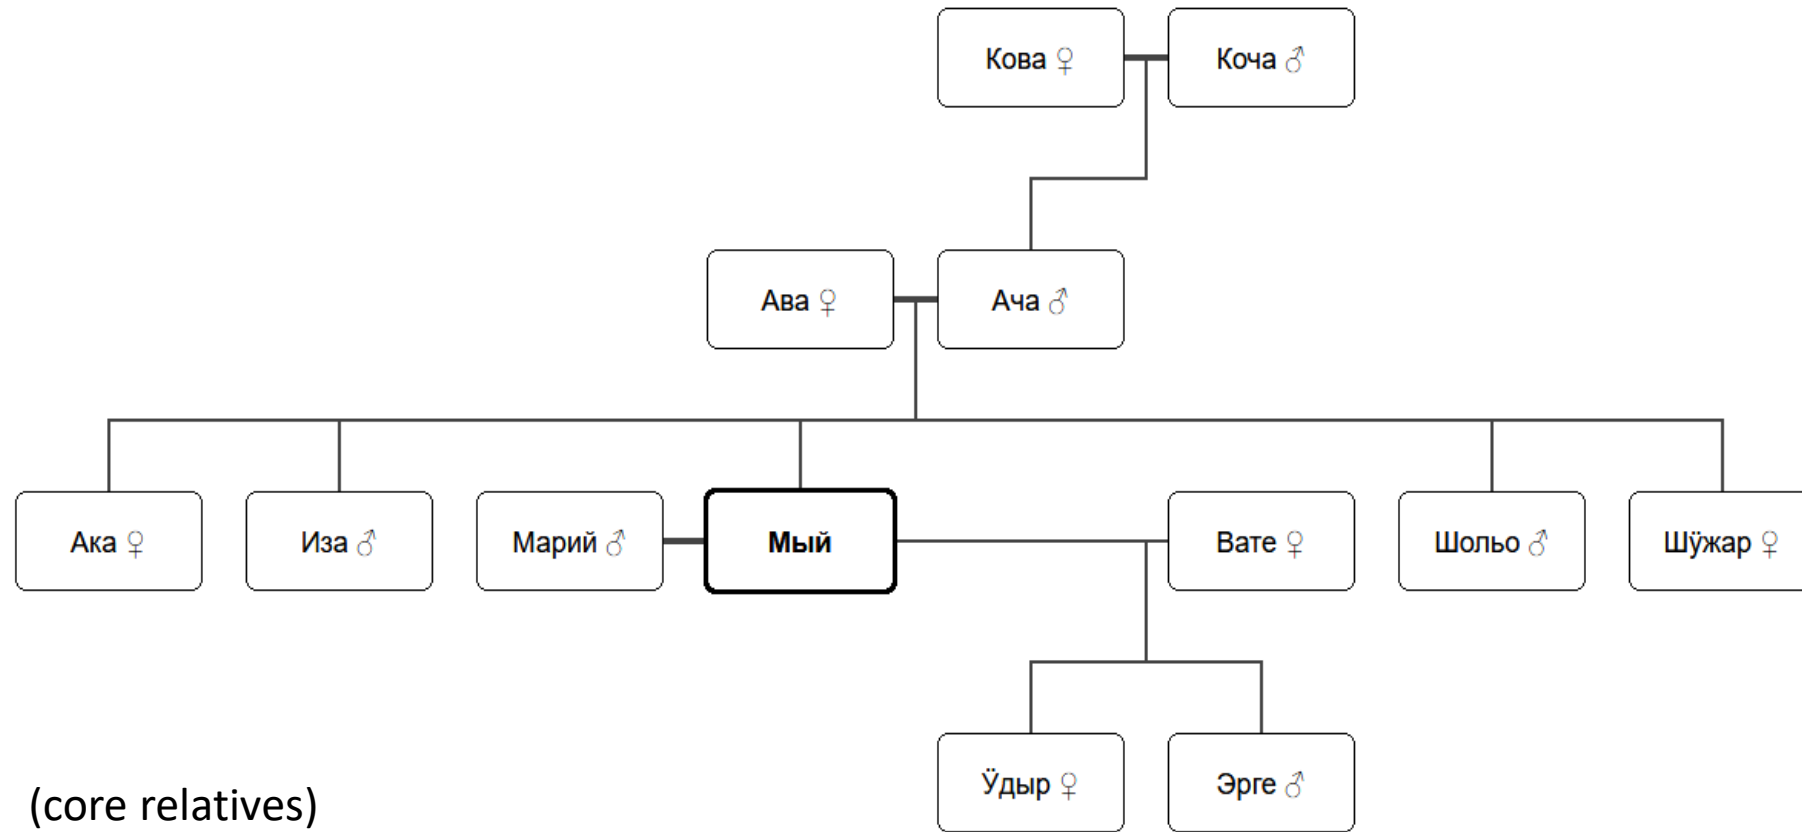 Кова ♀ Коча ♂
Ава ♀ Ача ♂
Ака ♀ Иза ♂ Марий ♂ Мый Вате ♀ Шольо ♂ Шӱжар ♀
Ӱдыр ♀ Эрге ♂
(core relatives)